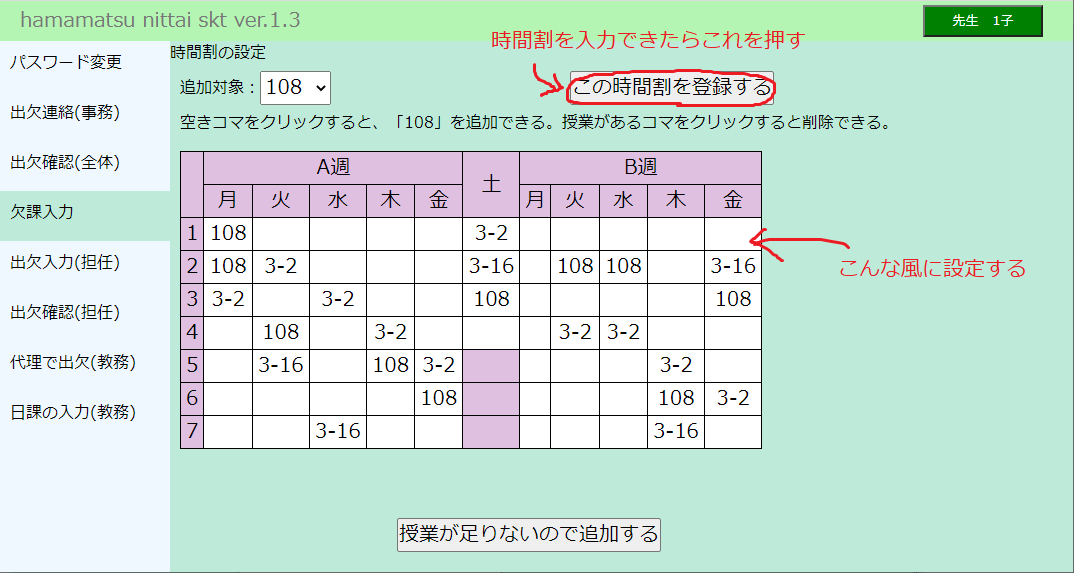 hamamatsu nittai skt ver.1.3
先生　1子
パスワード変更
出欠連絡(事務)
出欠確認(全体)
欠課入力
出欠入力(担任)
出欠確認(担任)
代理で出欠(教務)
日課の入力(教務)
時間割の設定
時間割を入力できたらこれを押す
追加対象：108
この時間割を登録する
空きコマをクリックすると、「108」を追加できる。授業があるコマをクリックすると削除できる。
A週 土 B週
月 火 水 木 金 月 火 水 木 金
1 108 3-2
2 108 3-2 3-16 108 108 3-16
こんな風に設定する
3 3-2 3-2 108 108
4 108 3-2 3-2 3-2
5 3-16 108 3-2 3-2
6 108 108 3-2
7 3-16 3-16
授業が足りないので追加する